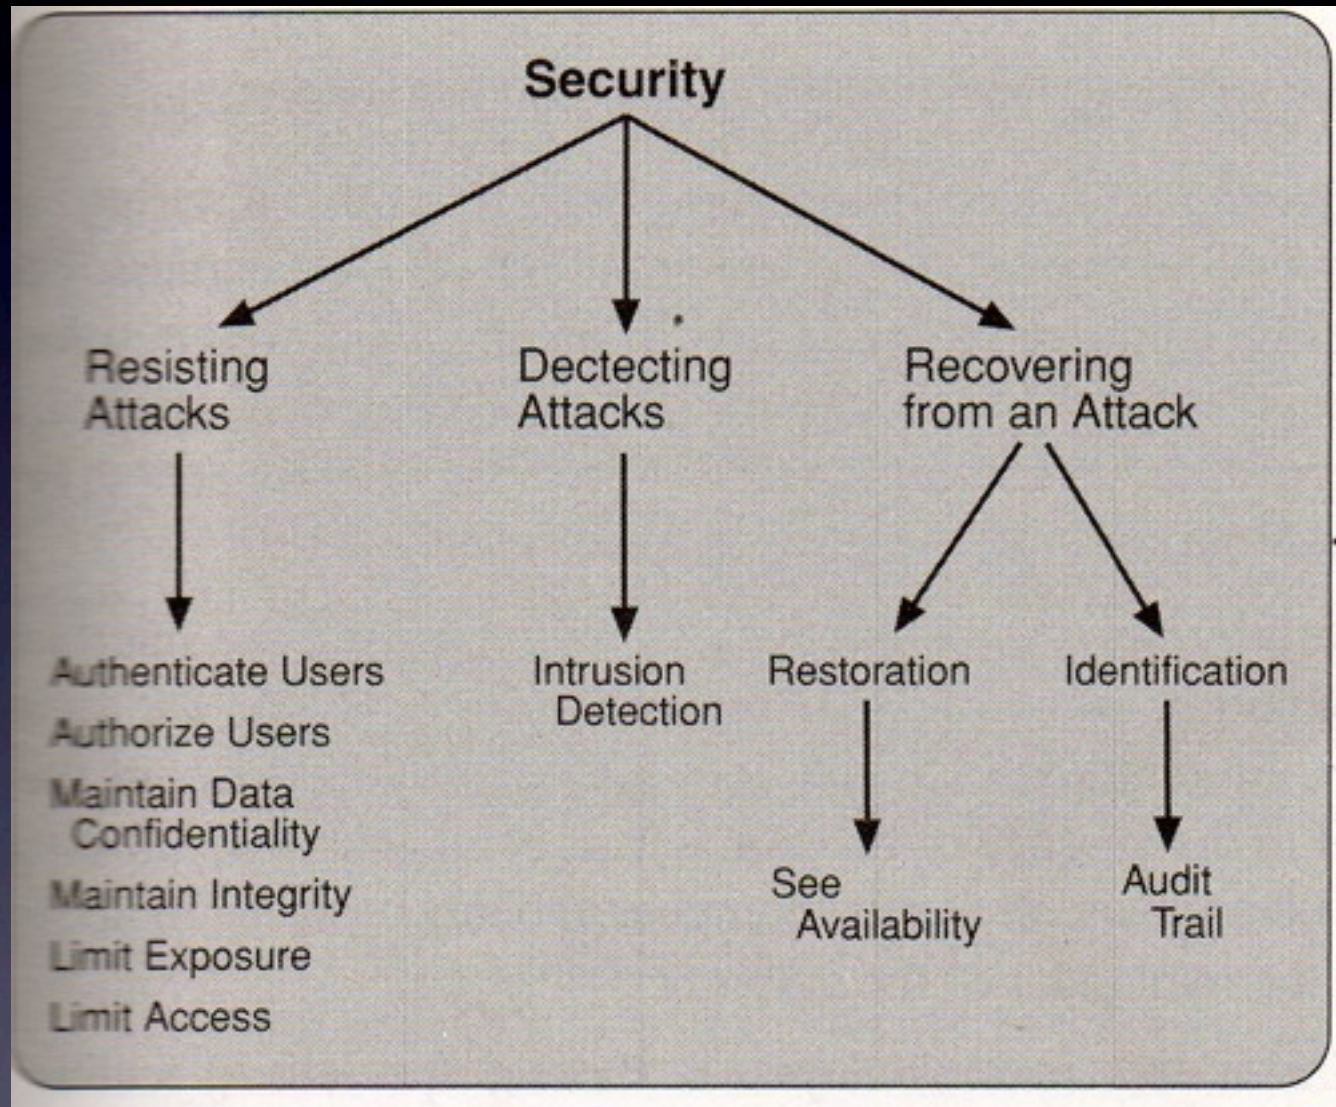 Security
Resisting
Attacks
Dectecting
Attacks
Recovering
from an Attack
Authenticate Users
Authorize Users
Maintain Data
Confidentiality
Maintain Integrity
Limit Exposure
Limit Access
Intrusion
Detection
Restoration
Identification
See
Availability
Audit
Trail